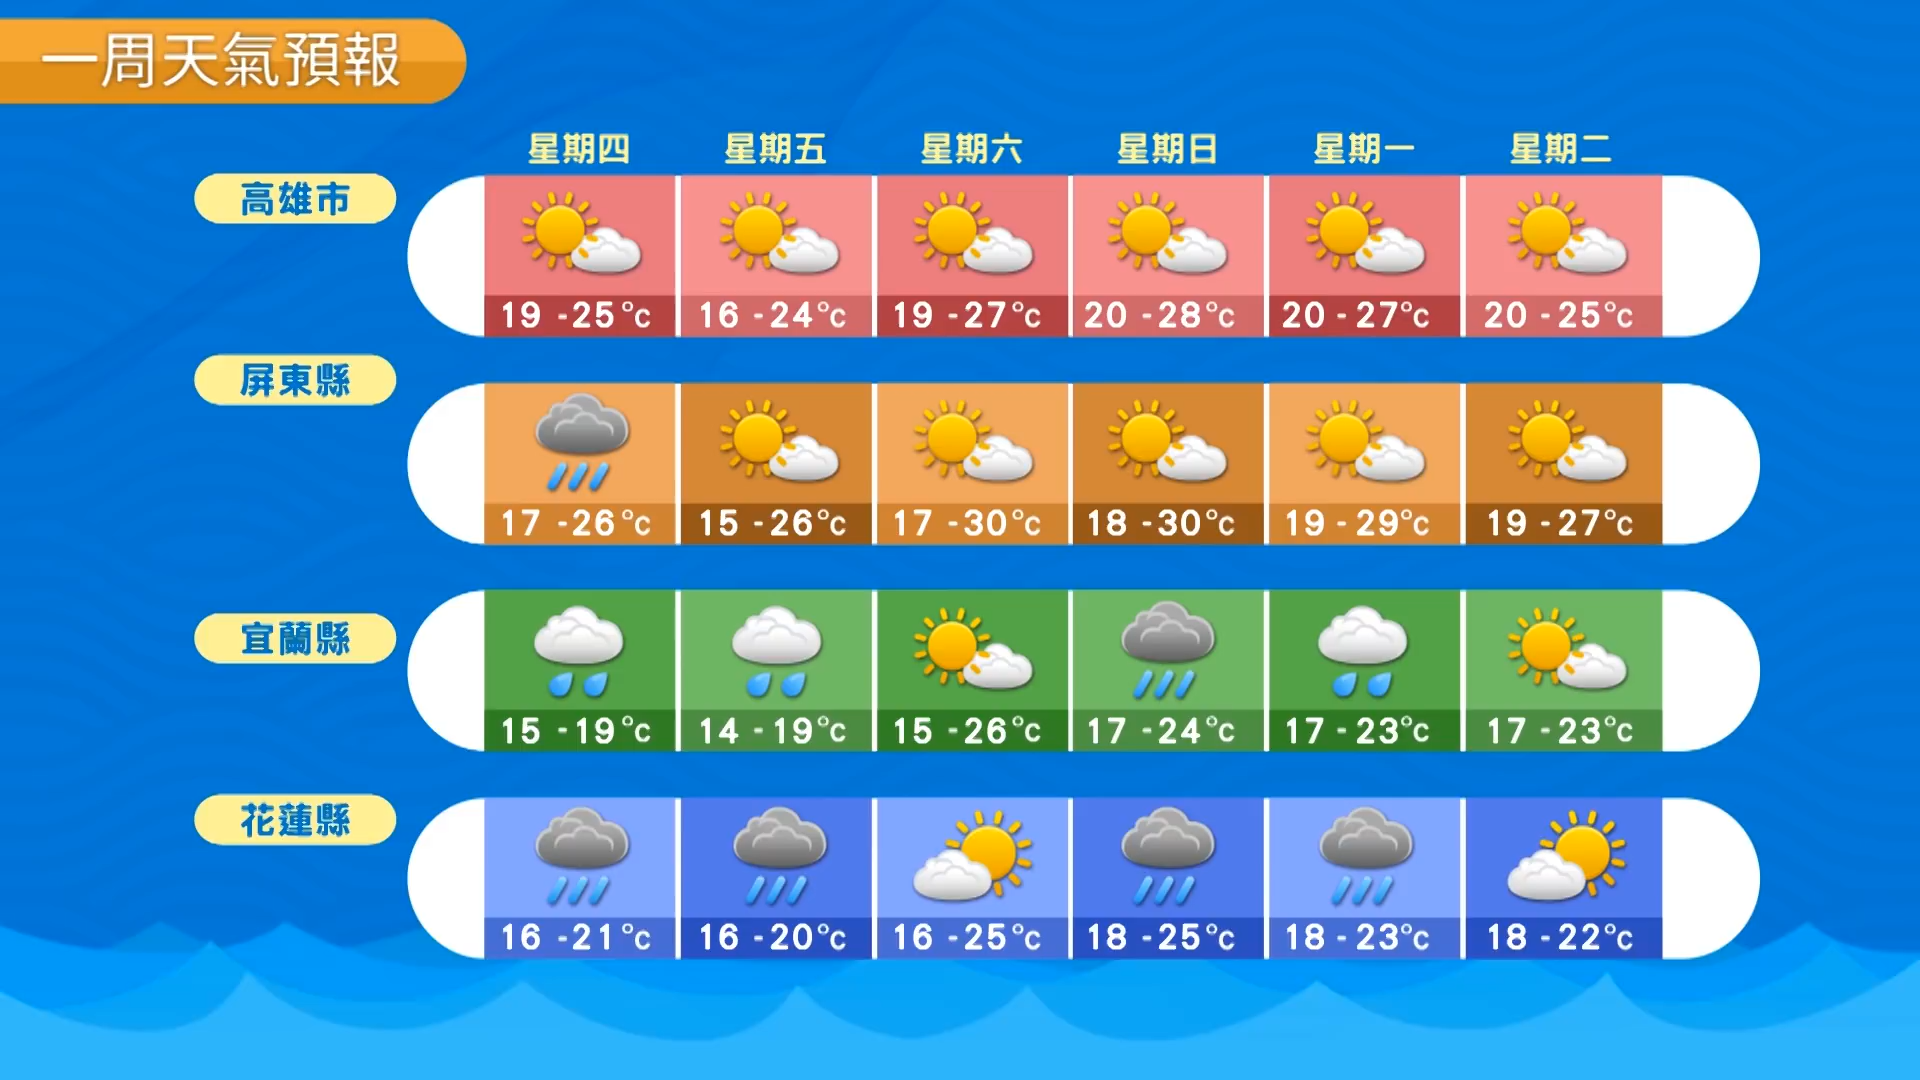 一周天氣預報
星期四 星期五 星期六 星期日 星期一 星期二
高雄市
19 -25°C 16 -24°C 19 -27°C 20 -28°C 20 - 27°C 20 - 25°C
屏東縣
17 -26°C 15 -26°C 17 -30°C 18 -30°C 19 - 29°C 19 - 27°C
宜蘭縣
15 -19°C 14 -19°C 15 -26°C 17 -24°C 17 - 23°C 17 - 23°C
花蓮縣
16 -21°C 16 -20°C 16 -25°C 18 -25°C 18 - 23°C 18 - 22°C